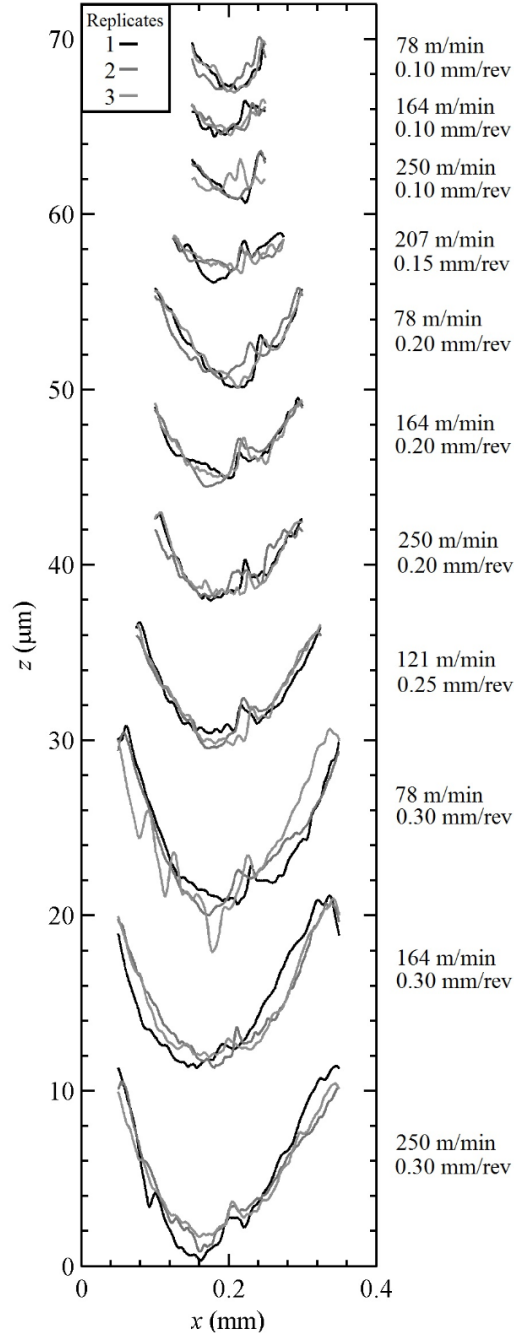 70
60
50
40
30
20
10
0
z (μm)
0
0.2
0.4
x (mm)
Replicates
1
2
3
78 m/min
0.10 mm/rev
164 m/min
0.10 mm/rev
250 m/min
0.10 mm/rev
207 m/min
0.15 mm/rev
78 m/min
0.20 mm/rev
164 m/min
0.20 mm/rev
250 m/min
0.20 mm/rev
121 m/min
0.25 mm/rev
78 m/min
0.30 mm/rev
164 m/min
0.30 mm/rev
250 m/min
0.30 mm/rev